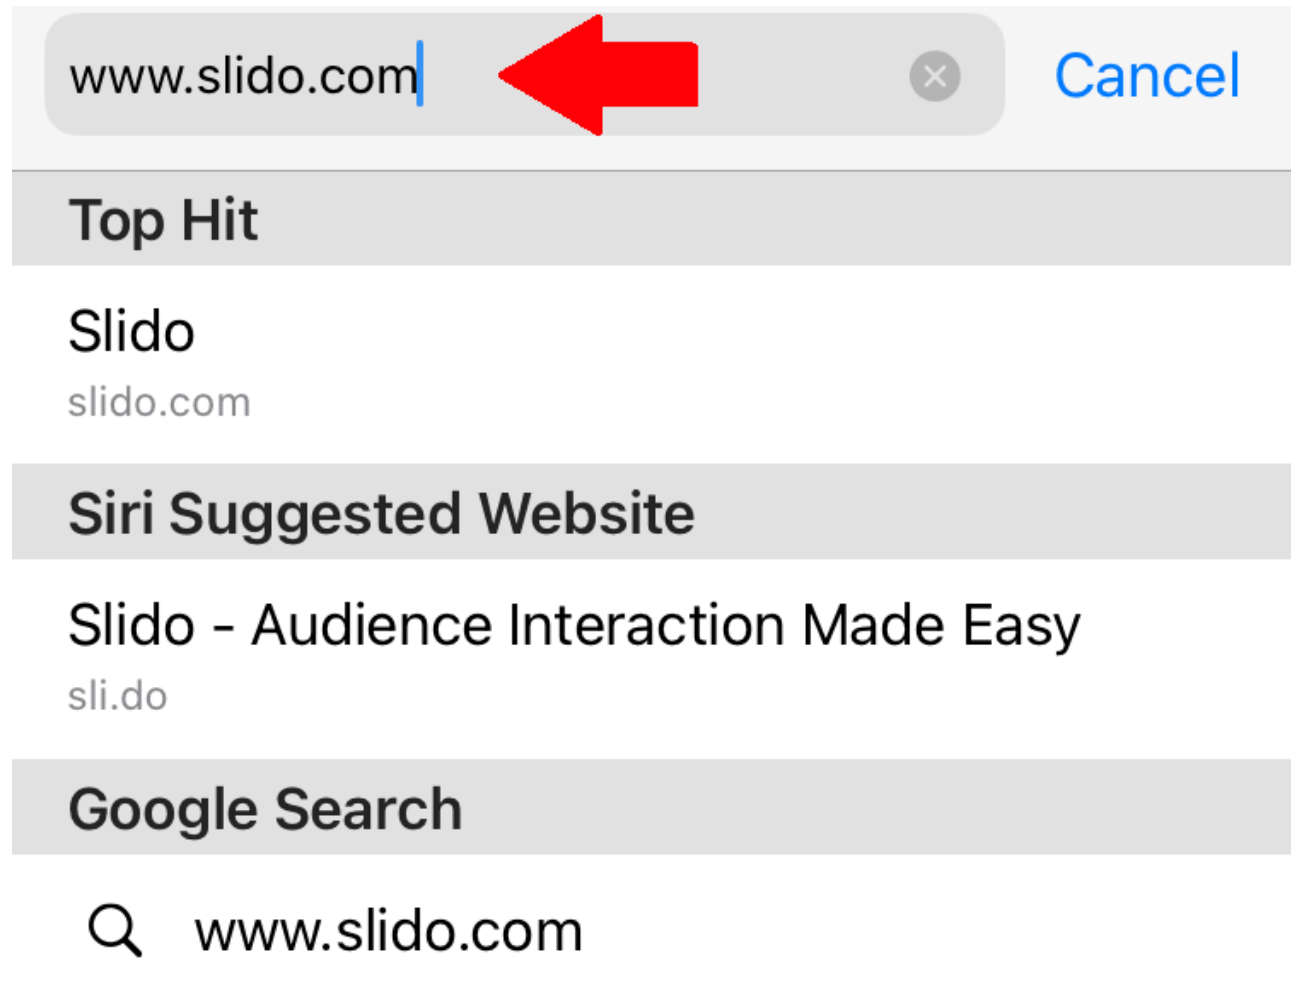 www.slido.com
Cancel
Top Hit
Slido
slido.com
Siri Suggested Website
Slido - Audience Interaction Made Easy
sli.do
Google Search
www.slido.com